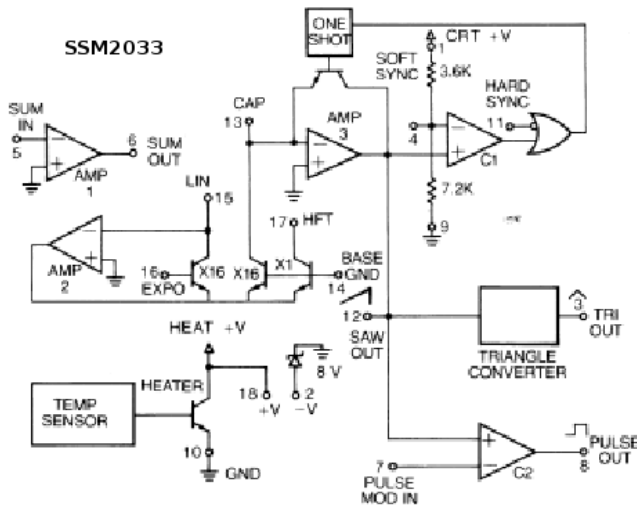 SSM2033
ONE
SHOT
CRT +V
1
SOFT
SYNC
3.6K
HARD
SYNC
11
CAP
13
AMP
3
4
C1
7.2K
9
SUM
IN
5
6
SUM
OUT
AMP
1
LIN
15
17
HFT
AMP
2
16
EXPO
X16
X16
X1
BASE
GND
14
12
SAW
OUT
3
TRI
OUT
TRIANGLE
CONVERTER
HEAT +V
HEATER
TEMP
SENSOR
18
+V
2
-V
8 V
10
GND
7
PULSE
MOD IN
C2
PULSE
OUT
8
+
−
+
−
+
−
+
−
+
−